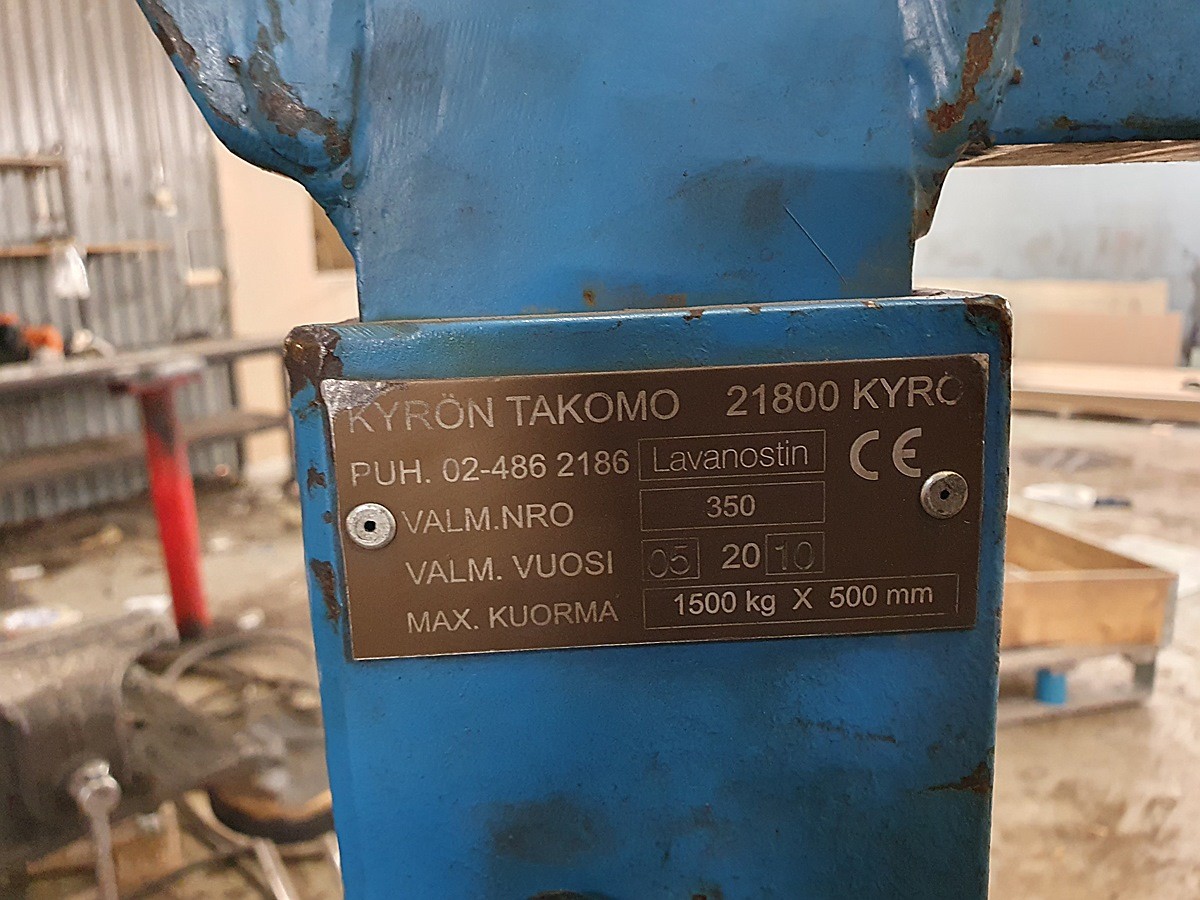 KYRÖN TAKOMO 21800 KYRÖ
PUH. 02-486 2186 Lavanostin CE
VALM.NRO 350
VALM. VUOSI 05 20 10
MAX. KUORMA 1500 kg X 500 mm